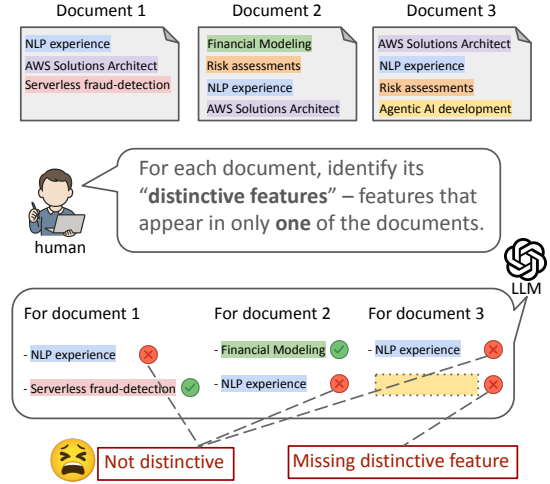 Document 1
Document 2
Document 3
NLP experience
AWS Solutions Architect
Serverless fraud-detection
Financial Modeling
Risk assessments
NLP experience
AWS Solutions Architect
AWS Solutions Architect
NLP experience
Risk assessments
Agentic AI development
For each document, identify its
“distinctive features” – features that
appear in only one of the documents.
human
LLM
For document 1
- NLP experience
- Serverless fraud-detection
For document 2
- Financial Modeling
- NLP experience
For document 3
- NLP experience
-
Not distinctive
Missing distinctive feature